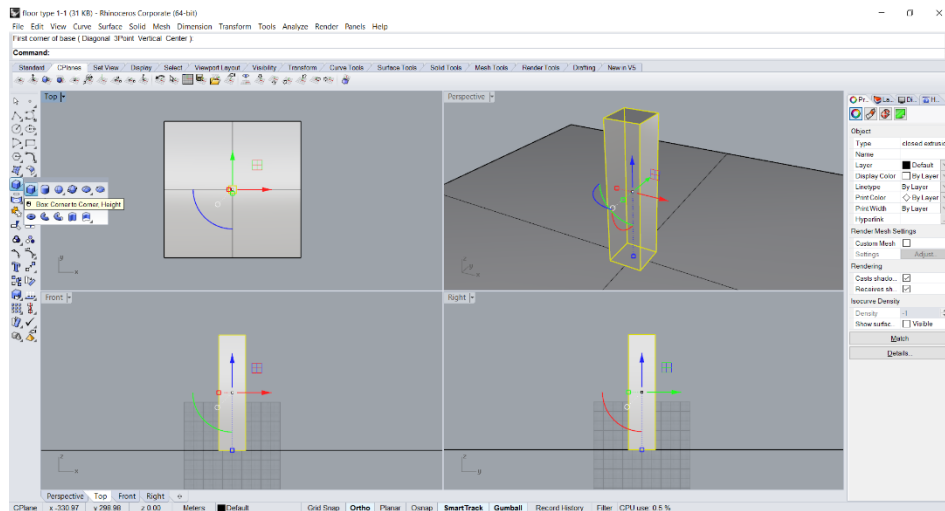 floor type 1-1 (31 KB) - Rhinoceros Corporate (64-bit)
File Edit View Curve Surface Solid Mesh Dimension Transform Tools Analyze Render Panels Help
First corner of base ( Diagonal 3Point Vertical Center ):
Command:
Standard CPlanes Set View Display Select Viewport Layout Visibility Transform Curve Tools Surface Tools Solid Tools Mesh Tools Render Tools Drafting New in V5
Top
Perspective
Pr... La... Di... H...
Object
Type closed extrusi
Name
Layer Default
Display Color By Layer
Linetype By Layer
Print Color By Layer
Print Width By Layer
Hyperlink
Render Mesh Settings
Custom Mesh
Settings Adjust
Rendering
Casts shado...
Receives sh...
Isocurve Density
Density -1
Show surfac... Visible
Match
Details...
Box: Corner to Corner, Height
y
x
z
y
x
Front
Right
z
x
z
y
Perspective Top Front Right
CPlane x -330.97 y 298.98 z 0.00 Meters Default Grid Snap Ortho Planar Osnap SmartTrack Gumball Record History Filter CPU use: 0.5 %